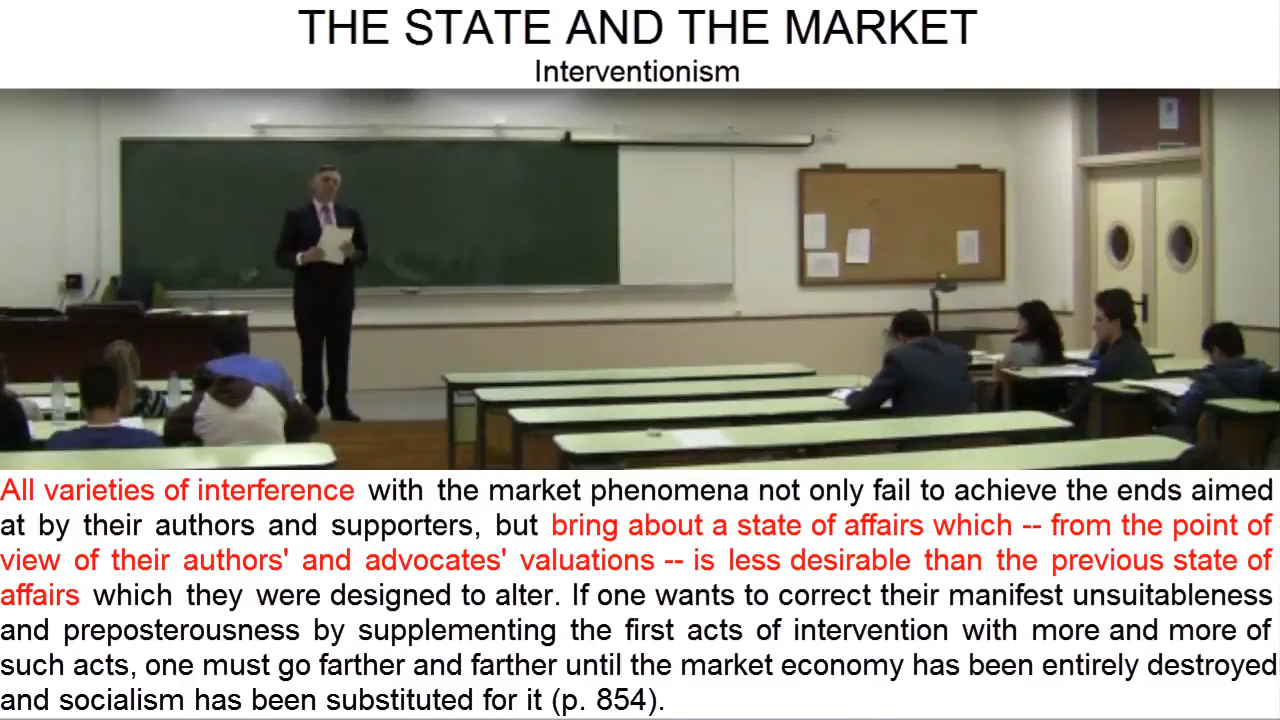 THE STATE AND THE MARKET
Interventionism
All varieties of interference with the market phenomena not only fail to achieve the ends aimed
at by their authors and supporters, but bring about a state of affairs which -- from the point of
view of their authors' and advocates' valuations -- is less desirable than the previous state of
affairs which they were designed to alter. If one wants to correct their manifest unsuitableness
and preposterousness by supplementing the first acts of intervention with more and more of
such acts, one must go farther and farther until the market economy has been entirely destroyed
and socialism has been substituted for it (p. 854).